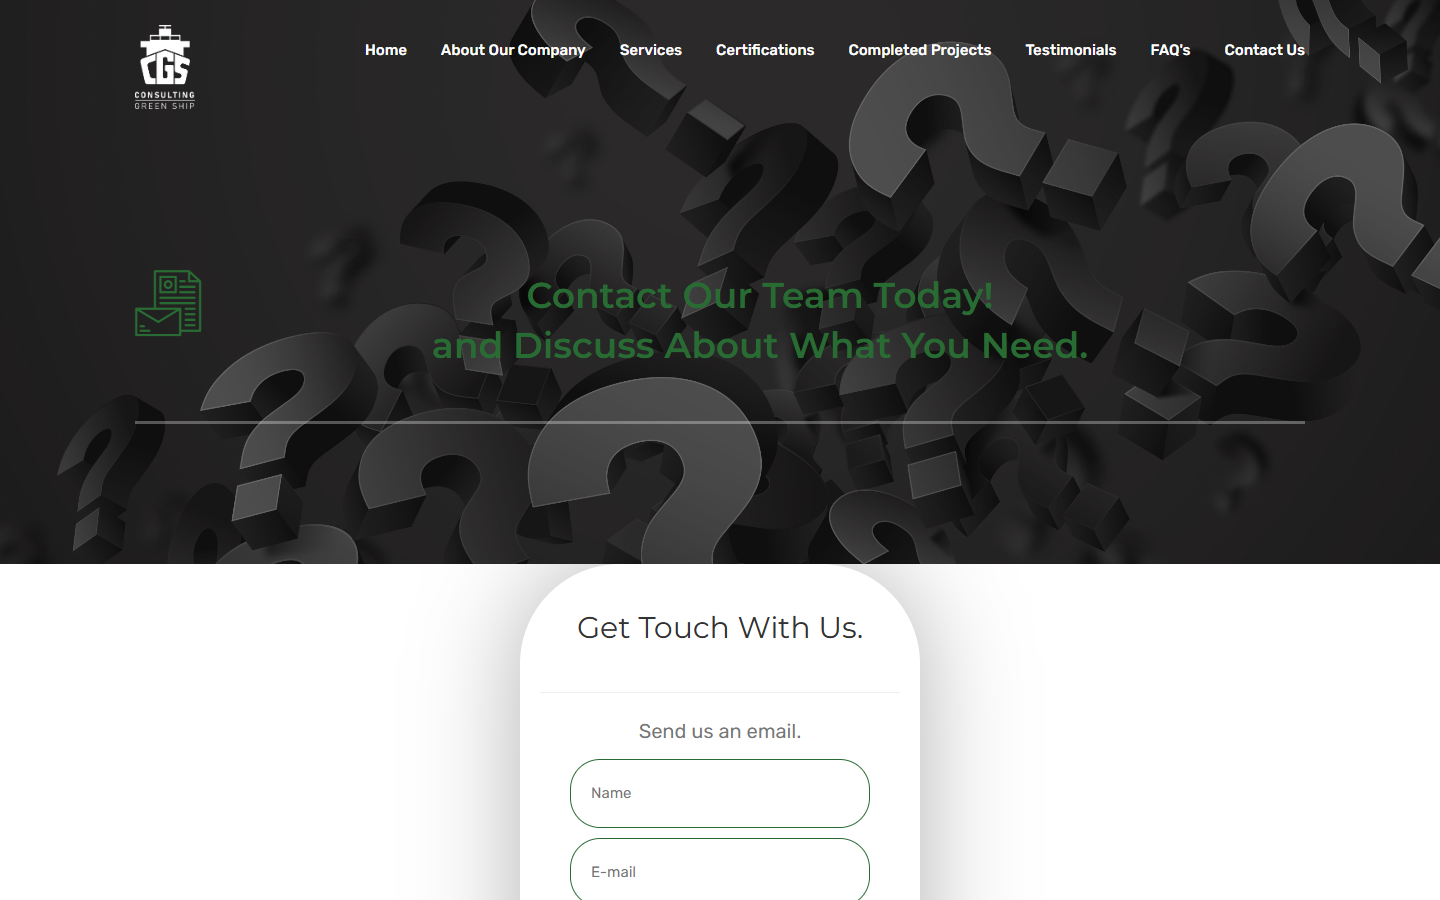 CGS
CONSULTING
GREEN SHIP
Home About Our Company Services Certifications Completed Projects Testimonials FAQ's Contact Us
Contact Our Team Today!
and Discuss About What You Need.
Get Touch With Us.
Send us an email.
Name
E-mail